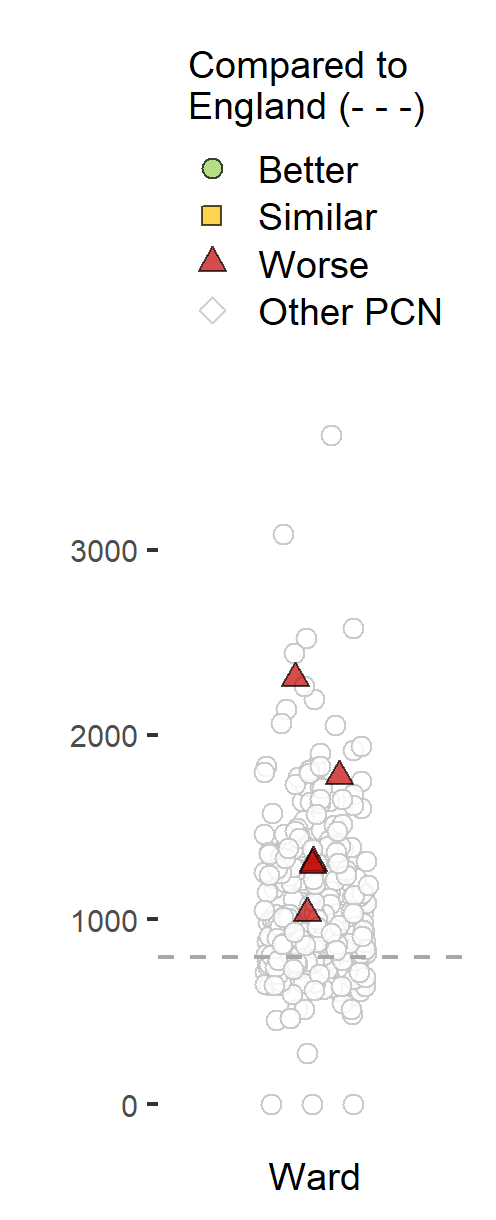 Compared to
England (- - -)
Better
Similar
Worse
Other PCN
3000
2000
1000
0
Ward